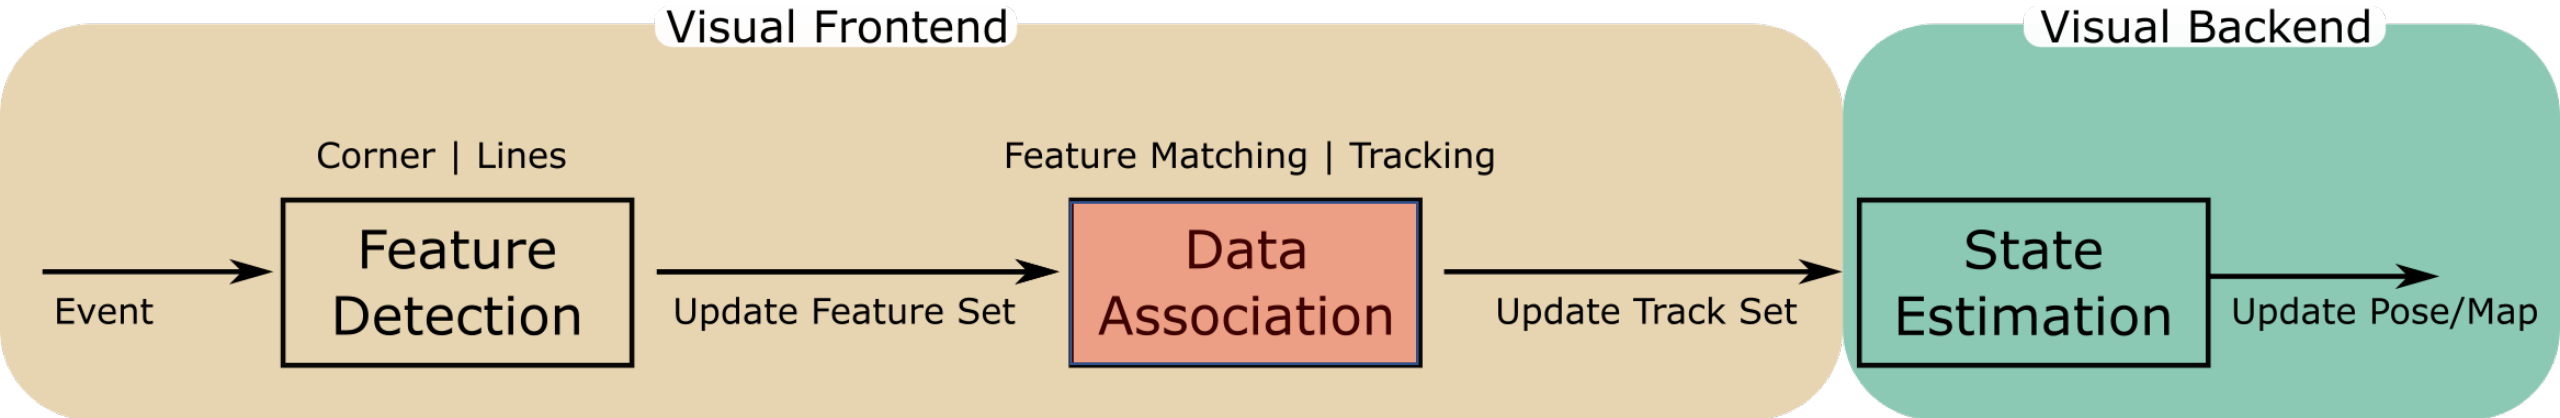 Visual Frontend
Visual Backend
Corner | Lines
Feature Matching | Tracking
Event
Feature
Detection
Update Feature Set
Data
Association
Update Track Set
State
Estimation
Update Pose/Map